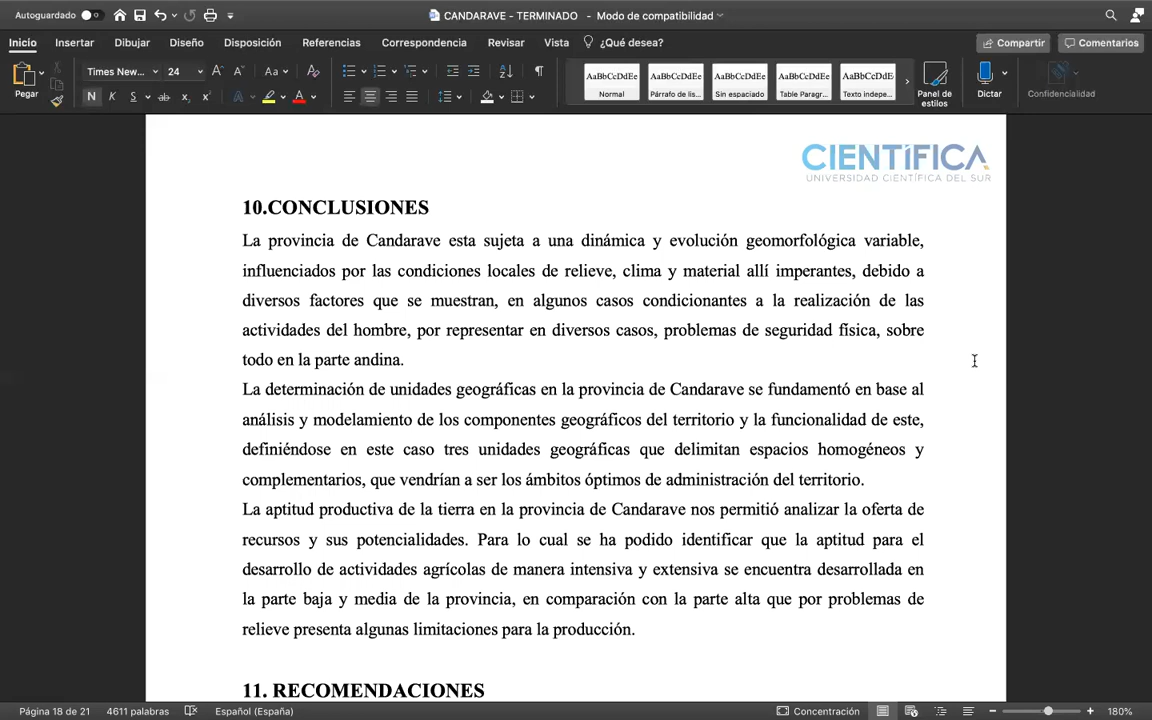 Autoguardado
CANDARAVE - TERMINADO - Modo de compatibilidad
Inicio Insertar Dibujar Diseño Disposición Referencias Correspondencia Revisar Vista ¿Qué desea? Compartir Comentarios
Pegar Times New... 24 A A Aa A
N K S ab x₂ x² A A
AaBbCcDdEe AaBbCcDdEe AaBbCcDdEe AaBbCcDdEe AaBbCcDdE
Normal Párrafo de lis... Sin espaciado Table Paragr... Texto indepe...
Panel de estilos Dictar Confidencialidad
CIENTÍFICA
UNIVERSIDAD CIENTÍFICA DEL SUR
10.CONCLUSIONES
La provincia de Candarave esta sujeta a una dinámica y evolución geomorfológica variable,
influenciados por las condiciones locales de relieve, clima y material allí imperantes, debido a
diversos factores que se muestran, en algunos casos condicionantes a la realización de las
actividades del hombre, por representar en diversos casos, problemas de seguridad física, sobre
todo en la parte andina.
La determinación de unidades geográficas en la provincia de Candarave se fundamentó en base al
análisis y modelamiento de los componentes geográficos del territorio y la funcionalidad de este,
definiéndose en este caso tres unidades geográficas que delimitan espacios homogéneos y
complementarios, que vendrían a ser los ámbitos óptimos de administración del territorio.
La aptitud productiva de la tierra en la provincia de Candarave nos permitió analizar la oferta de
recursos y sus potencialidades. Para lo cual se ha podido identificar que la aptitud para el
desarrollo de actividades agrícolas de manera intensiva y extensiva se encuentra desarrollada en
la parte baja y media de la provincia, en comparación con la parte alta que por problemas de
relieve presenta algunas limitaciones para la producción.
11. RECOMENDACIONES
Página 18 de 21 4611 palabras Español (España) Concentración 180%